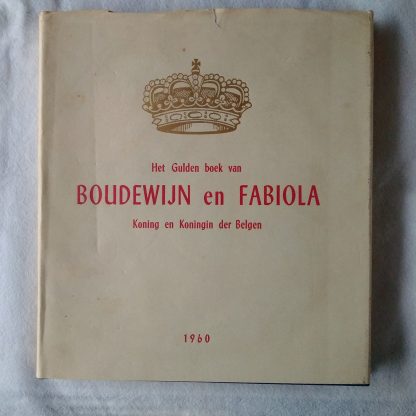 Het Gulden boek van
BOUDEWIJN en FABIOLA
Koning en Koningin der Belgen
1960